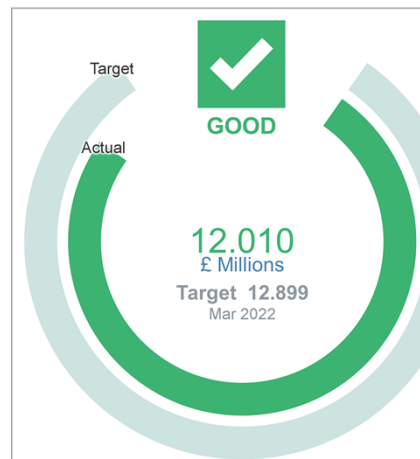 Target
GOOD
Actual
12.010
£ Millions
Target 12.899
Mar 2022